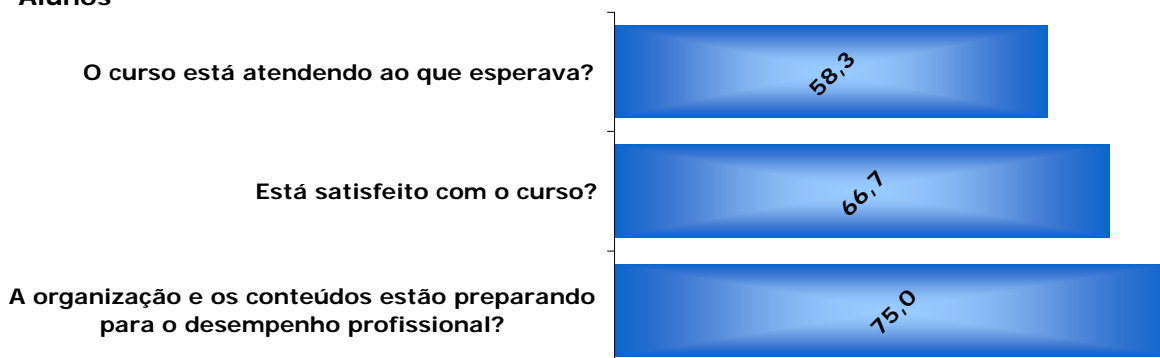 Alunos
O curso está atendendo ao que esperava?
58,3
Está satisfeito com o curso?
66,7
A organização e os conteúdos estão preparando
para o desempenho profissional?
75,0